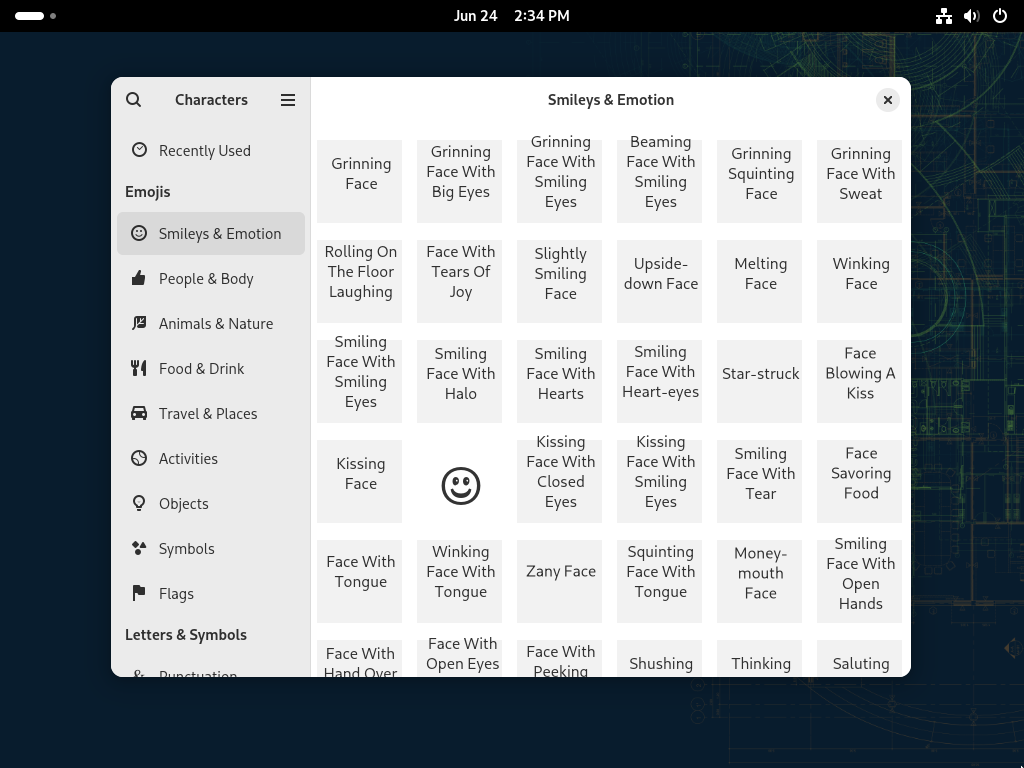 Jun 24 2:34 PM
Characters
Smileys & Emotion
Recently Used
Emojis
Smileys & Emotion
People & Body
Animals & Nature
Food & Drink
Travel & Places
Activities
Objects
Symbols
Flags
Letters & Symbols
Punctuation
Grinning
Face
Grinning
Face With
Big Eyes
Grinning
Face With
Smiling
Eyes
Beaming
Face With
Smiling
Eyes
Grinning
Squinting
Face
Grinning
Face With
Sweat
Rolling On
The Floor
Laughing
Face With
Tears Of
Joy
Slightly
Smiling
Face
Upside-
down Face
Melting
Face
Winking
Face
Smiling
Face With
Smiling
Eyes
Smiling
Face With
Halo
Smiling
Face With
Hearts
Smiling
Face With
Heart-eyes
Star-struck
Face
Blowing A
Kiss
Kissing
Face
Kissing
Face With
Closed
Eyes
Kissing
Face With
Smiling
Eyes
Smiling
Face With
Tear
Face
Savoring
Food
Face With
Tongue
Winking
Face With
Tongue
Zany Face
Squinting
Face With
Tongue
Money-
mouth
Face
Smiling
Face With
Open
Hands
Face With
Hand Over
Face With
Open Eyes
Face With
Peeking
Shushing
Thinking
Saluting